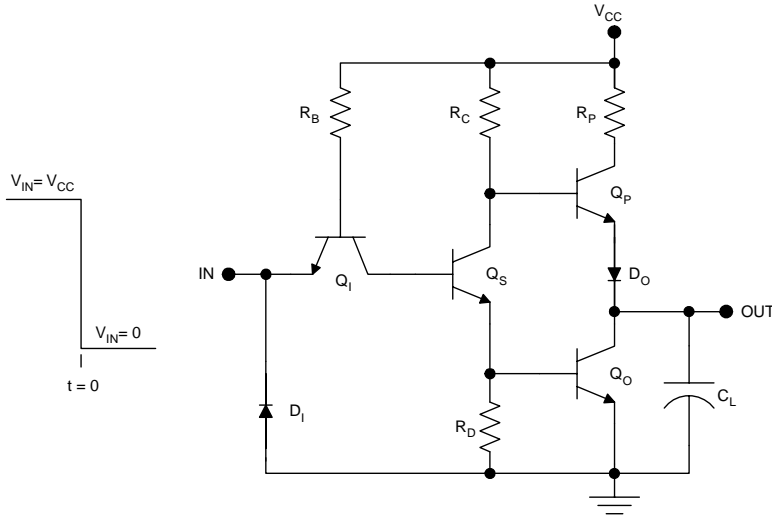 V_CC
R_B
R_C
R_P
V_IN= V_CC
Q_P
IN
Q_I
Q_S
D_O
OUT
V_IN= 0
t = 0
Q_O
C_L
D_I
R_D